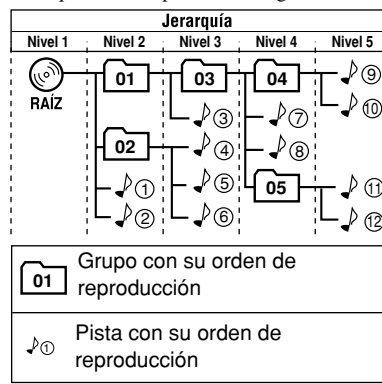 Jerarquía
Nivel 1 Nivel 2 Nivel 3 Nivel 4 Nivel 5
01 03 04 ⑨
RAÍZ ③ ⑦ ⑩
02 ④ ⑧
① ⑤ 05 ⑪
② ⑥ ⑫
01 Grupo con su orden de
reproducción
① Pista con su orden de
reproducción